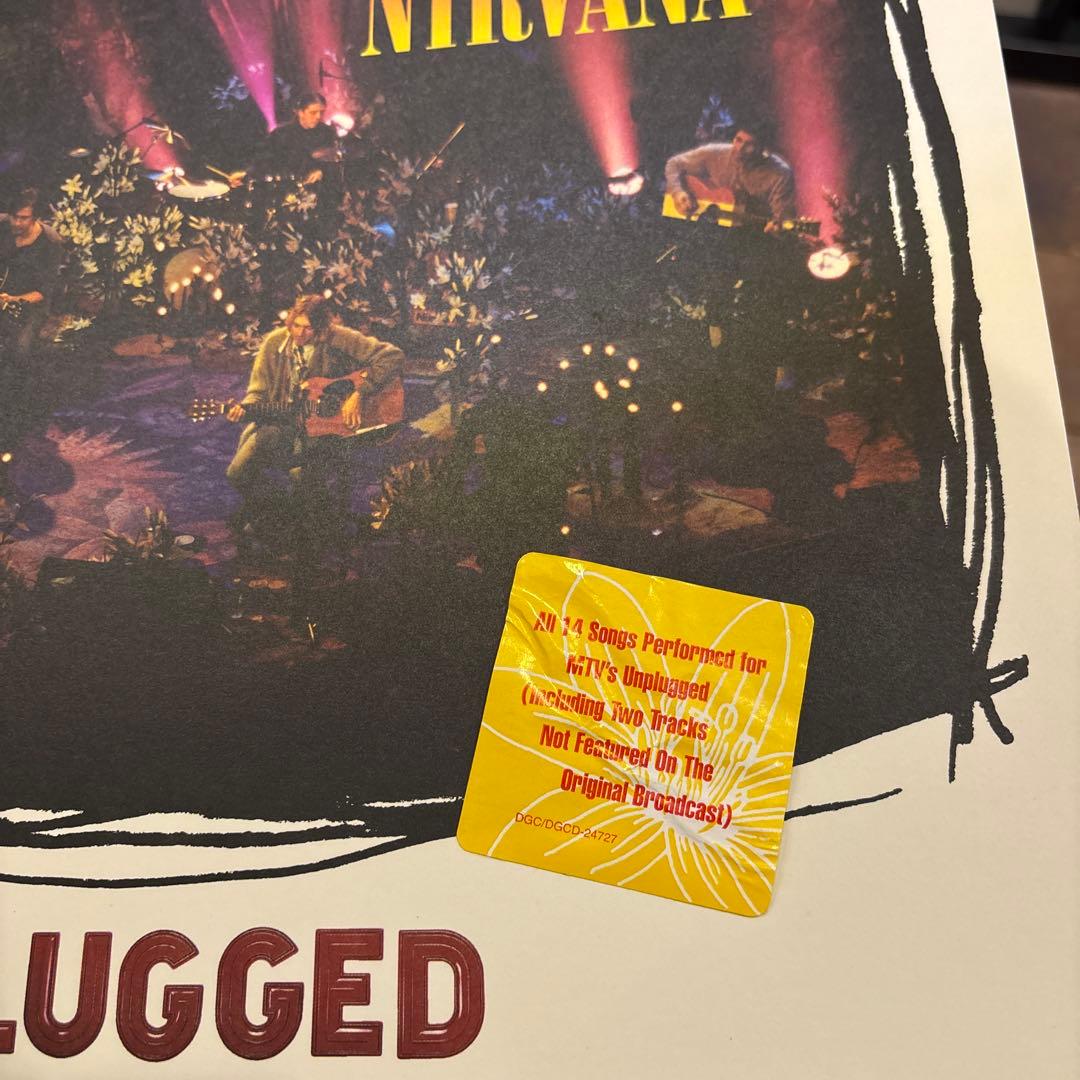 NIRVANA
All 14 Songs Performed for
MTV's Unplugged
(Including Two Tracks
Not Featured On The
Original Broadcast)
DGC/DGCD-24727
LUGGED